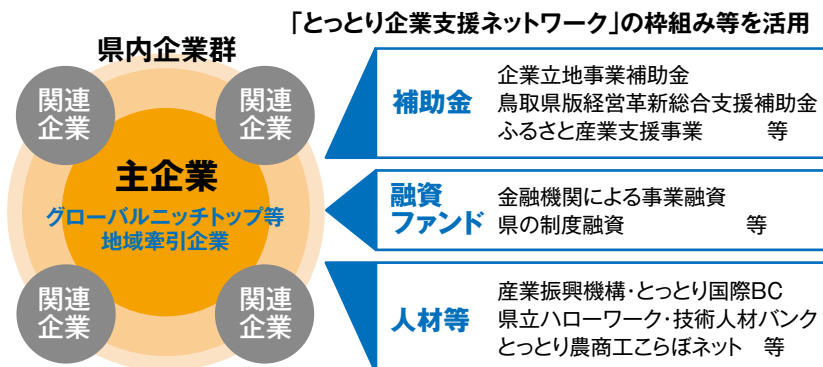 「とっとり企業支援ネットワーク」の枠組み等を活用
県内企業群
関連
企業
関連
企業
主企業
グローバルニッチトップ等
地域牽引企業
関連
企業
関連
企業
補助金
企業立地事業補助金
鳥取県版経営革新総合支援補助金
ふるさと産業支援事業 等
融資
ファンド
金融機関による事業融資
県の制度融資 等
人材等
産業振興機構・とっとり国際BC
県立ハローワーク・技術人材バンク
とっとり農商工こらぼネット 等